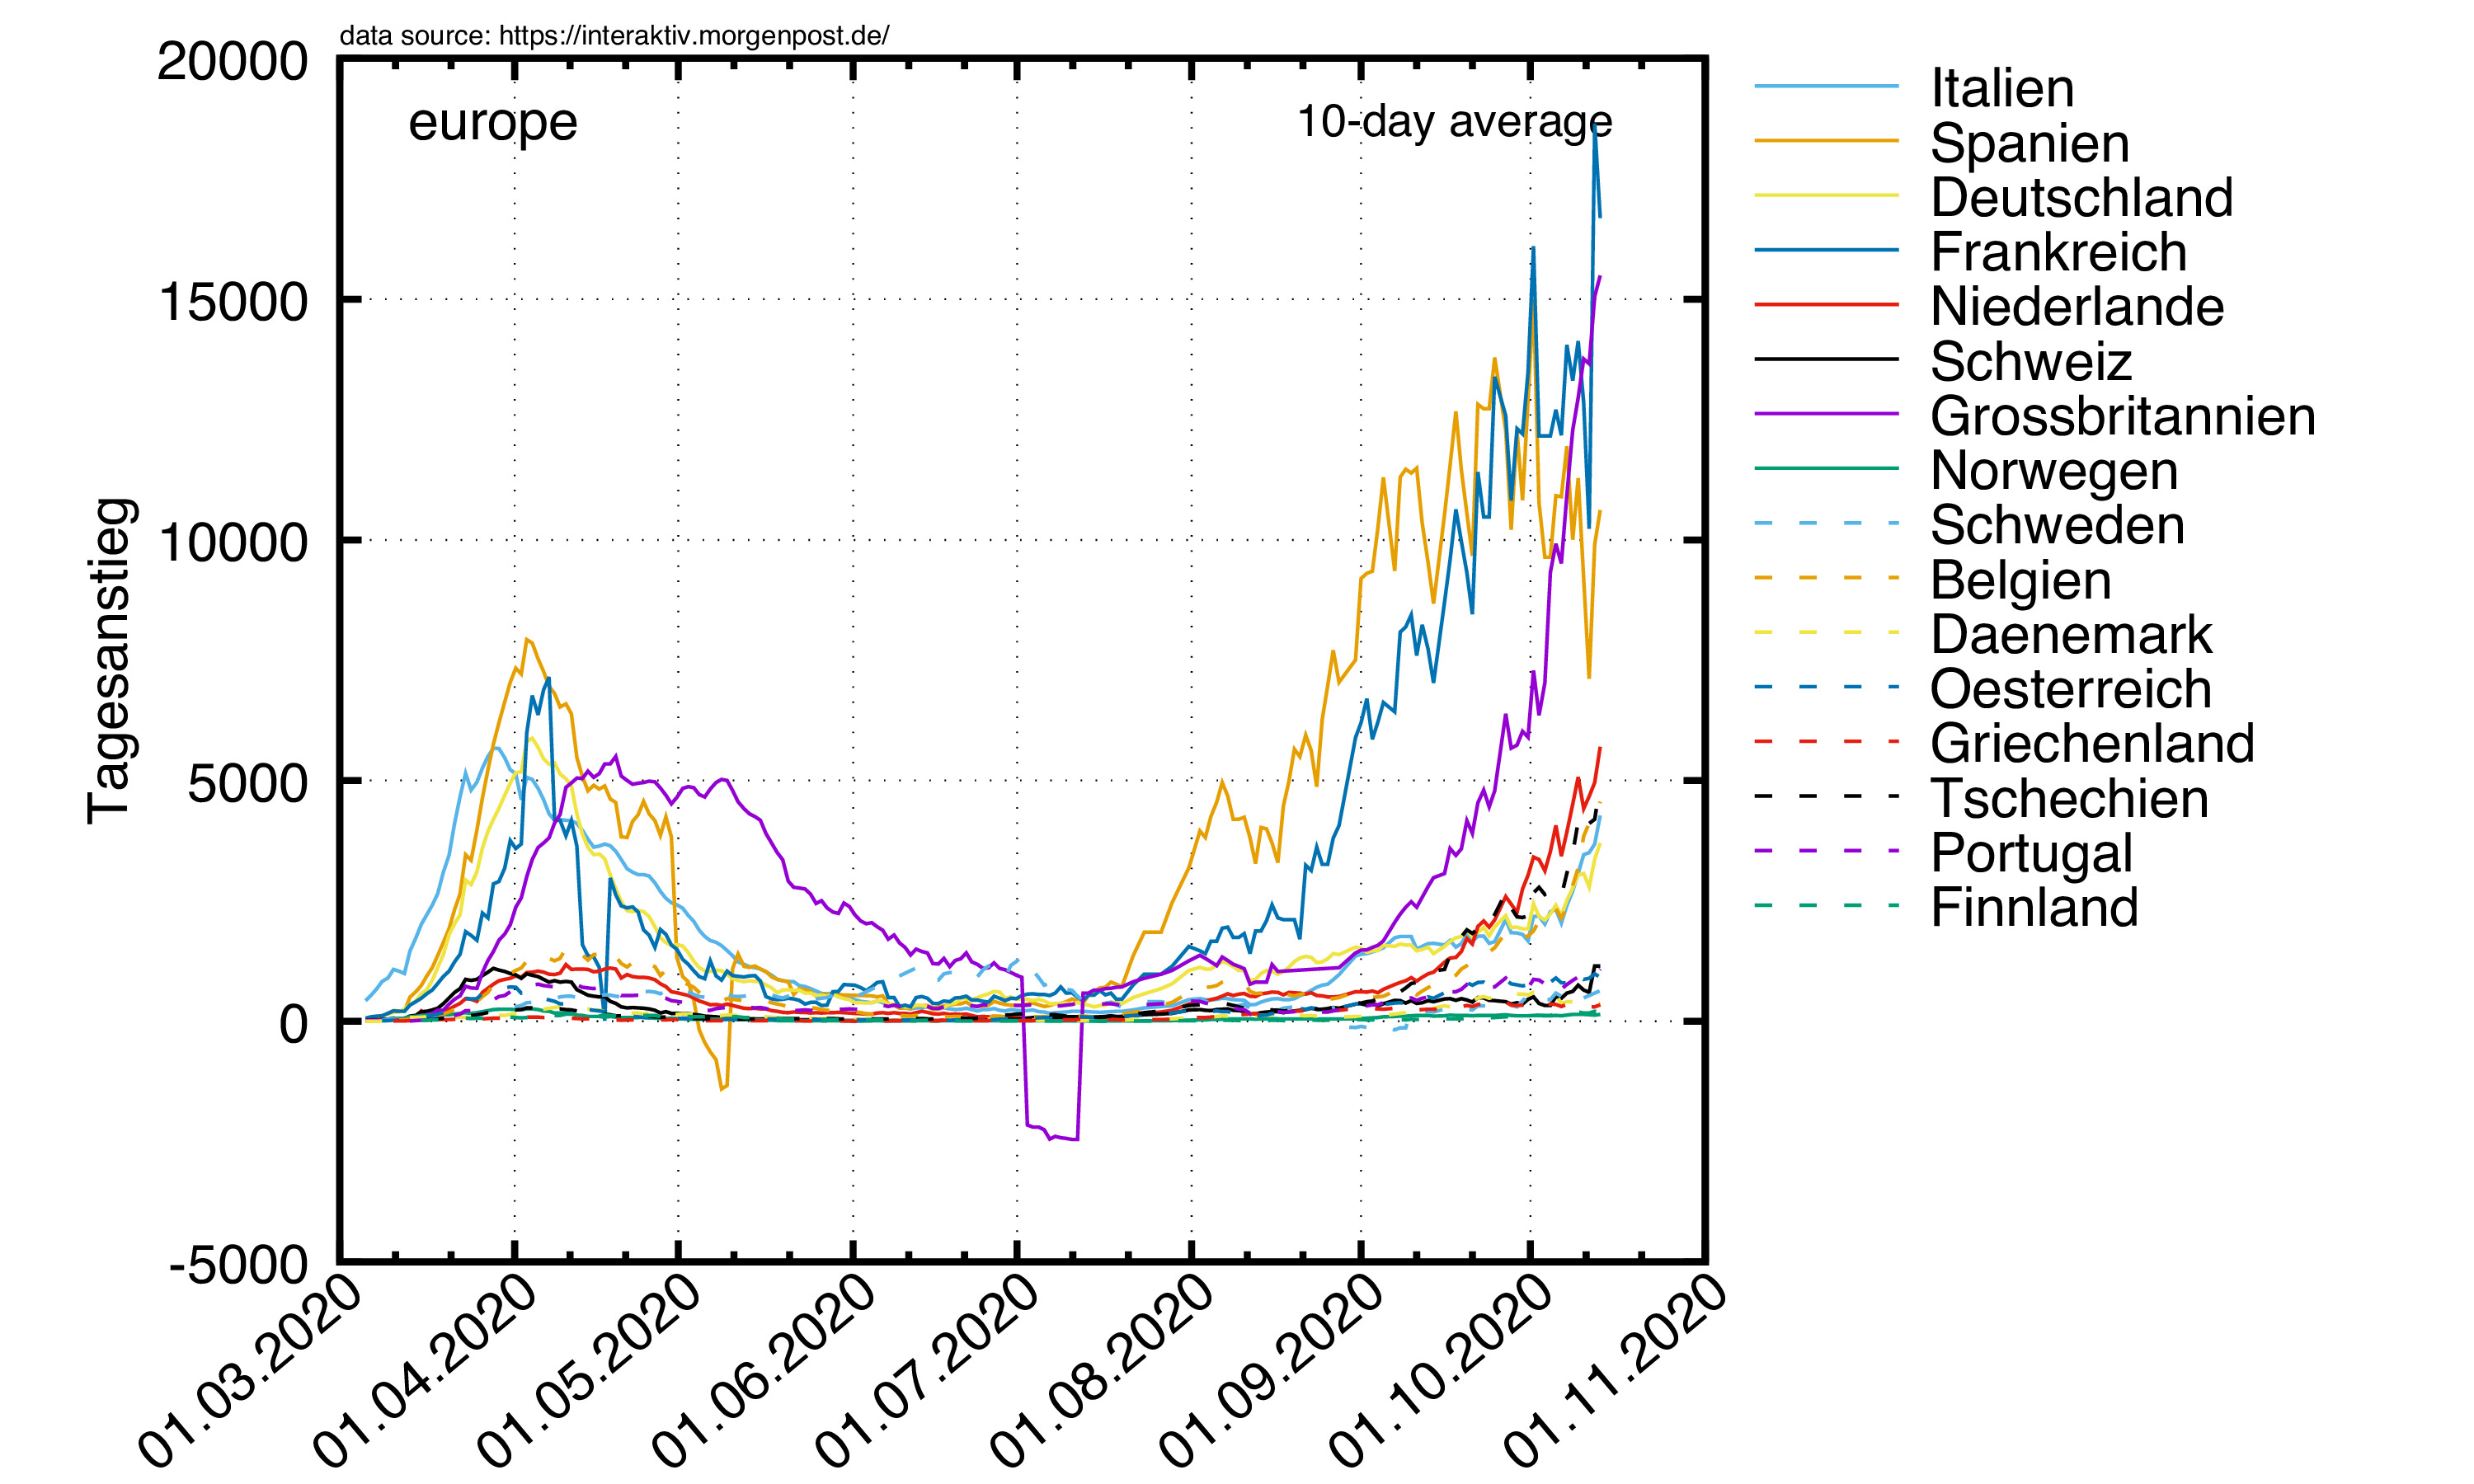 data source: https://interaktiv.morgenpost.de/
europe
10-day average
Tagesanstieg
20000
15000
10000
5000
0
-5000
01.03.2020
01.04.2020
01.05.2020
01.06.2020
01.07.2020
01.08.2020
01.09.2020
01.10.2020
01.11.2020
Italien
Spanien
Deutschland
Frankreich
Niederlande
Schweiz
Grossbritannien
Norwegen
Schweden
Belgien
Daenemark
Oesterreich
Griechenland
Tschechien
Portugal
Finnland